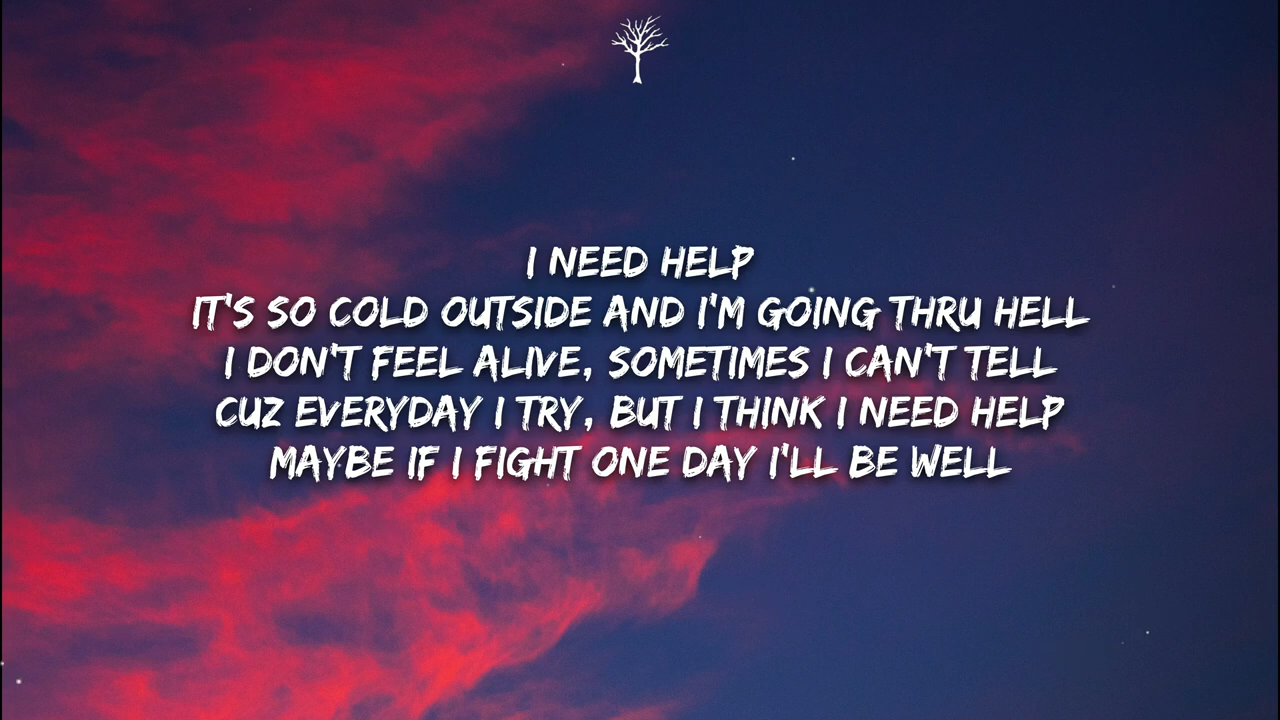 I NEED HELP
IT'S SO COLD OUTSIDE AND I'M GOING THRU HELL
I DON'T FEEL ALIVE, SOMETIMES I CAN'T TELL
CUZ EVERYDAY I TRY, BUT I THINK I NEED HELP
MAYBE IF I FIGHT ONE DAY I'LL BE WELL